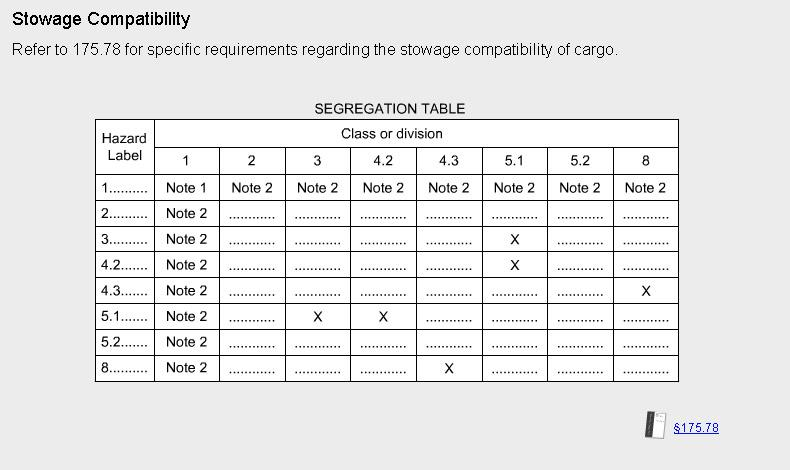 Stowage Compatibility
Refer to 175.78 for specific requirements regarding the stowage compatibility of cargo.
SEGREGATION TABLE
Hazard Label Class or division
1 2 3 4.2 4.3 5.1 5.2 8
1.......... Note 1 Note 2 Note 2 Note 2 Note 2 Note 2 Note 2 Note 2
2.......... Note 2 ............ ............ ............ ............ ............ ............ ............
3.......... Note 2 ............ ............ ............ ............ X ............ ............
4.2....... Note 2 ............ ............ ............ ............ X ............ ............
4.3....... Note 2 ............ ............ ............ ............ ............ ............ X
5.1....... Note 2 ............ X X ............ ............ ............ ............
5.2....... Note 2 ............ ............ ............ ............ ............ ............ ............
8.......... Note 2 ............ ............ ............ X ............ ............ ............
§175.78